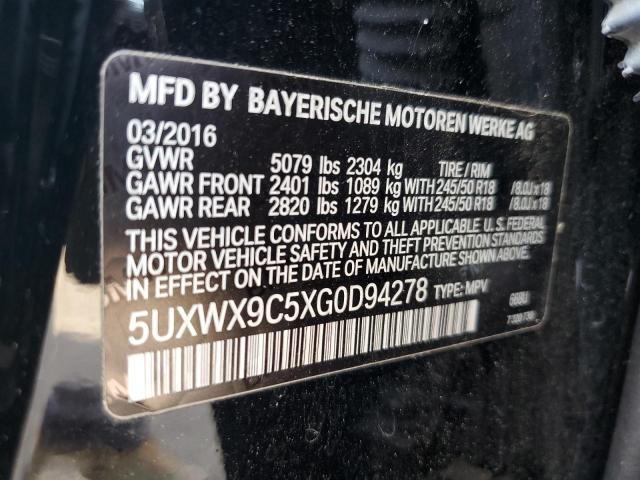 MFD BY BAYERISCHE MOTOREN WERKE AG
03/2016
GVWR 5079 lbs 2304 kg TIRE / RIM
GAWR FRONT 2401 lbs 1089 kg WITH 245/50 R18 / 8.0J x 18
GAWR REAR 2820 lbs 1279 kg WITH 245/50 R18 / 8.0J x 18
THIS VEHICLE CONFORMS TO ALL APPLICABLE U.S. FEDERAL
MOTOR VEHICLE SAFETY AND THEFT PREVENTION STANDARDS
IN EFFECT ON THE DATE OF MANUFACTURE SHOWN ABOVE.
5UXWX9C5XG0D94278 TYPE: MPV